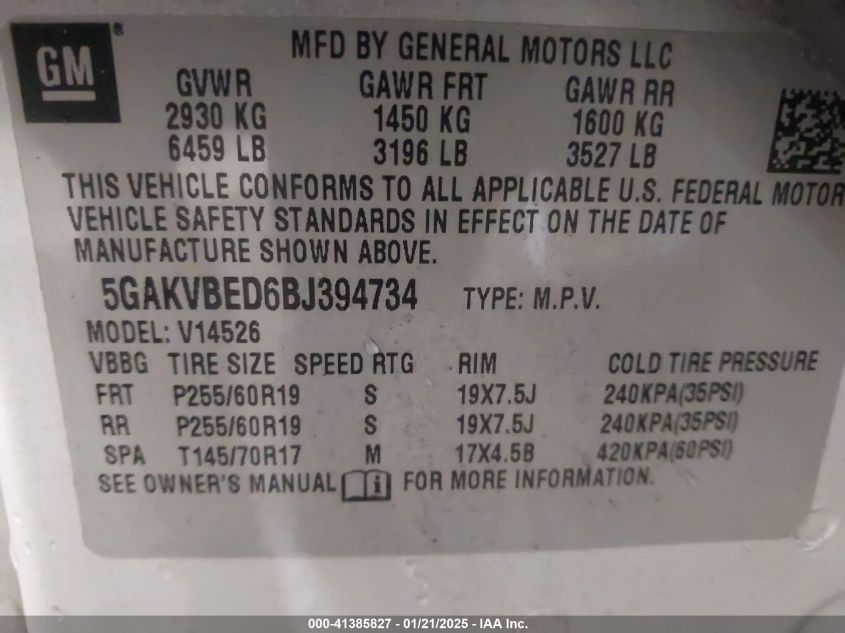 GM
MFD BY GENERAL MOTORS LLC
GVWR GAWR FRT GAWR RR
2930 KG 1450 KG 1600 KG
6459 LB 3196 LB 3527 LB
THIS VEHICLE CONFORMS TO ALL APPLICABLE U.S. FEDERAL MOTOR
VEHICLE SAFETY STANDARDS IN EFFECT ON THE DATE OF
MANUFACTURE SHOWN ABOVE.
5GAKVBED6BJ394734 TYPE: M.P.V.
MODEL: V14526
VBBG TIRE SIZE SPEED RTG RIM COLD TIRE PRESSURE
FRT P255/60R19 S 19X7.5J 240KPA(35PSI)
RR P255/60R19 S 19X7.5J 240KPA(35PSI)
SPA T145/70R17 M 17X4.5B 420KPA(60PSI)
SEE OWNER'S MANUAL FOR MORE INFORMATION.
000-41385827 - 01/21/2025 - IAA Inc.